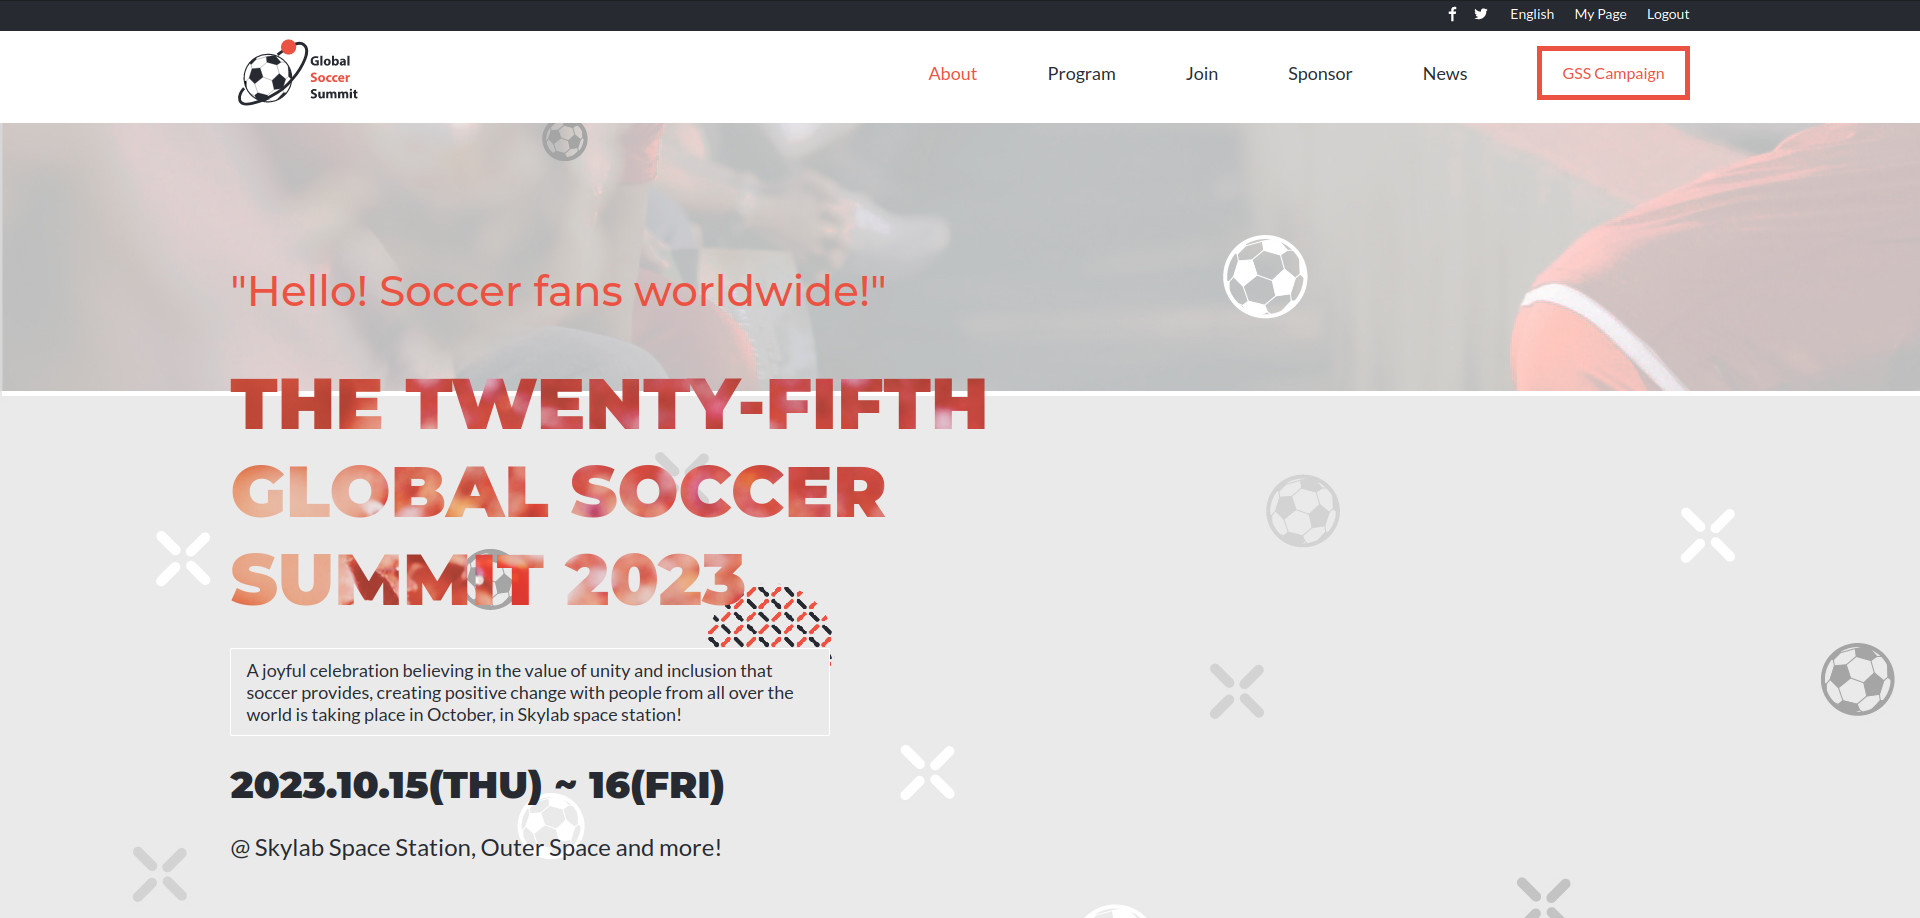 English My Page Logout
Global
Soccer
Summit
About Program Join Sponsor News GSS Campaign
"Hello! Soccer fans worldwide!"
THE TWENTY-FIFTH
GLOBAL SOCCER
SUMMIT 2023
A joyful celebration believing in the value of unity and inclusion that
soccer provides, creating positive change with people from all over the
world is taking place in October, in Skylab space station!
2023.10.15(THU) ~ 16(FRI)
@ Skylab Space Station, Outer Space and more!